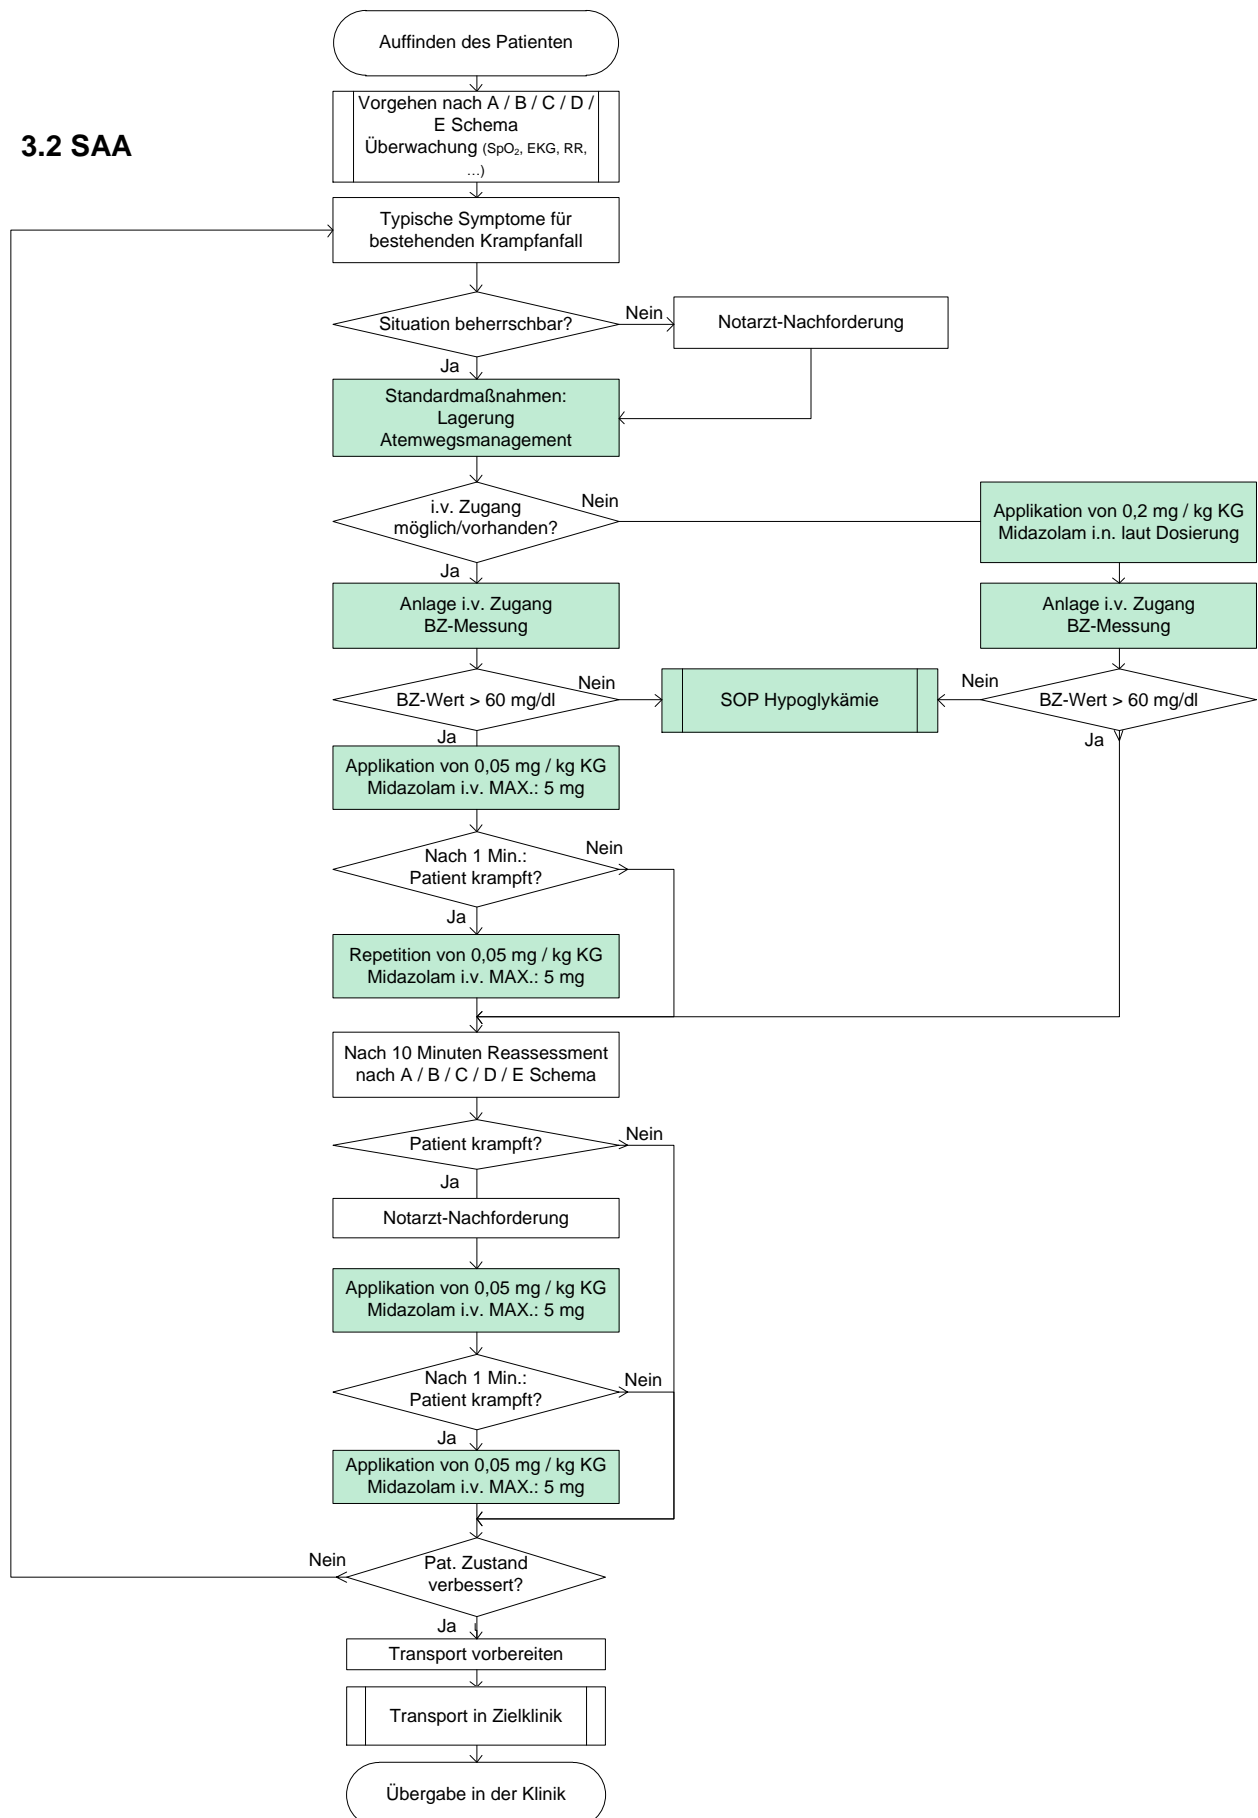 Auffinden des Patienten
3.2 SAA
Vorgehen nach A / B / C / D /
E Schema
Überwachung (SpO₂, EKG, RR,
...)
Typische Symptome für
bestehenden Krampfanfall
Situation beherrschbar?
Nein
Notarzt-Nachforderung
Ja
Standardmaßnahmen:
Lagerung
Atemwegsmanagement
i.v. Zugang
möglich/vorhanden?
Nein
Applikation von 0,2 mg / kg KG
Midazolam i.n. laut Dosierung
Ja
Anlage i.v. Zugang
BZ-Messung
Anlage i.v. Zugang
BZ-Messung
BZ-Wert > 60 mg/dl
Nein
SOP Hypoglykämie
Nein
BZ-Wert > 60 mg/dl
Ja
Ja
Applikation von 0,05 mg / kg KG
Midazolam i.v. MAX.: 5 mg
Nach 1 Min.:
Patient krampft?
Nein
Ja
Repetition von 0,05 mg / kg KG
Midazolam i.v. MAX.: 5 mg
Nach 10 Minuten Reassessment
nach A / B / C / D / E Schema
Patient krampft?
Nein
Ja
Notarzt-Nachforderung
Applikation von 0,05 mg / kg KG
Midazolam i.v. MAX.: 5 mg
Nach 1 Min.:
Patient krampft?
Nein
Ja
Applikation von 0,05 mg / kg KG
Midazolam i.v. MAX.: 5 mg
Nein
Pat. Zustand
verbessert?
Ja
Transport vorbereiten
Transport in Zielklinik
Übergabe in der Klinik